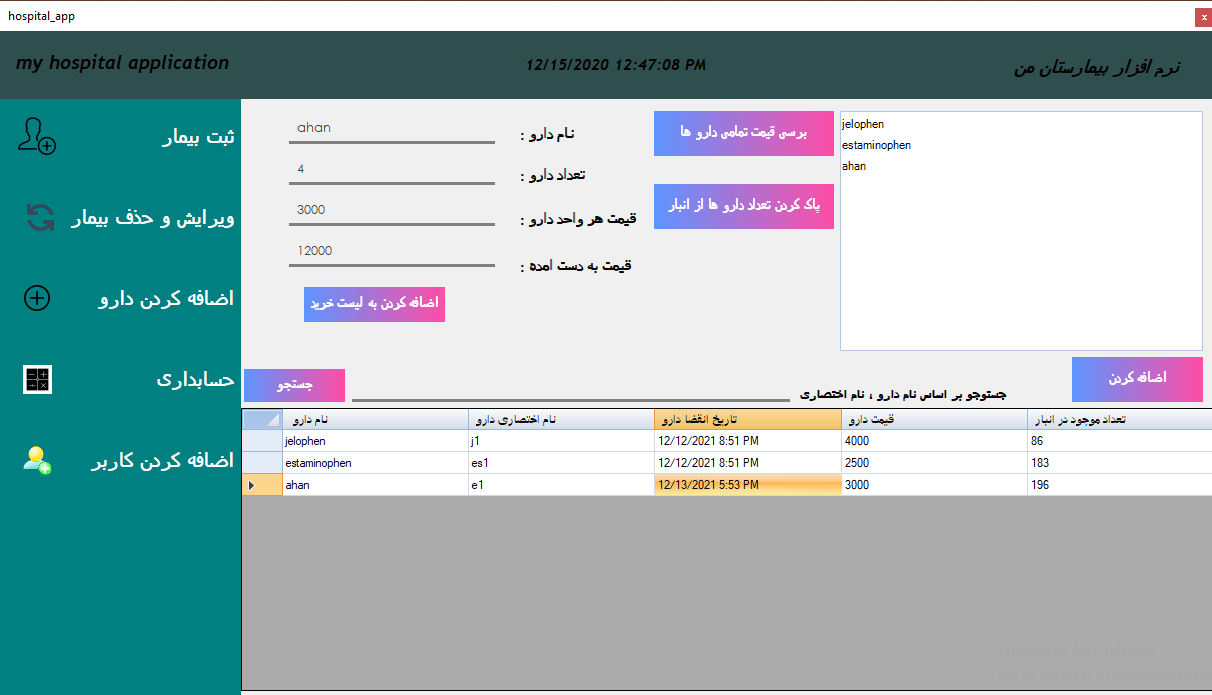 hospital_app
x
my hospital application
12/15/2020 12:47:08 PM
نرم افزار بیمارستان من
ثبت بیمار
ویرایش و حذف بیمار
اضافه کردن دارو
حسابداری
اضافه کردن کاربر
نام دارو :
ahan
تعداد دارو :
4
قیمت هر واحد دارو :
3000
قیمت به دست امده :
12000
اضافه کردن به لیست خرید
برسی قیمت تمامی دارو ها
پاک کردن تعداد دارو ها از انبار
jelophen
estaminophen
ahan
اضافه کردن
جستوجو بر اساس نام دارو ، نام اختصاری
جستجو
نام دارو نام اختصاری دارو تاریخ انقضا دارو قیمت دارو تعداد موجود در انبار
jelophen j1 12/12/2021 8:51 PM 4000 86
estaminophen es1 12/12/2021 8:51 PM 2500 183
ahan e1 12/13/2021 5:53 PM 3000 196